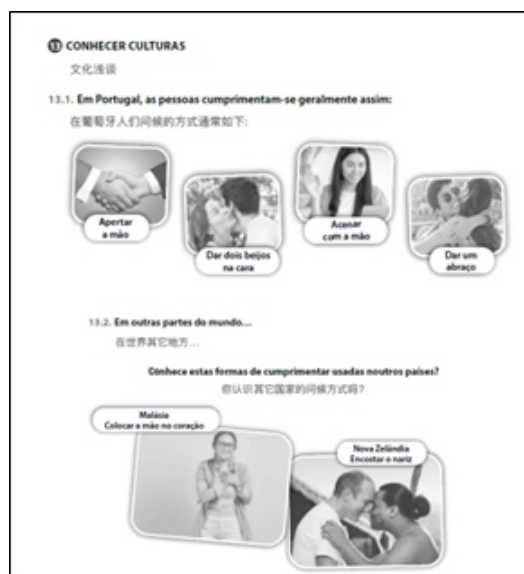 13 CONHECER CULTURAS
文化浅谈
13.1. Em Portugal, as pessoas cumprimentam-se geralmente assim:
在葡萄牙人们问候的方式通常如下:
Apertar
a mão
Dar dois beijos
na cara
Acenar
com a mão
Dar um
abraço
13.2. Em outras partes do mundo...
在世界其它地方...
Conhece estas formas de cumprimentar usadas noutros países?
你认识其它国家的问候方式吗?
Malásia
Colocar a mão no coração
Nova Zelândia
Encostar o nariz